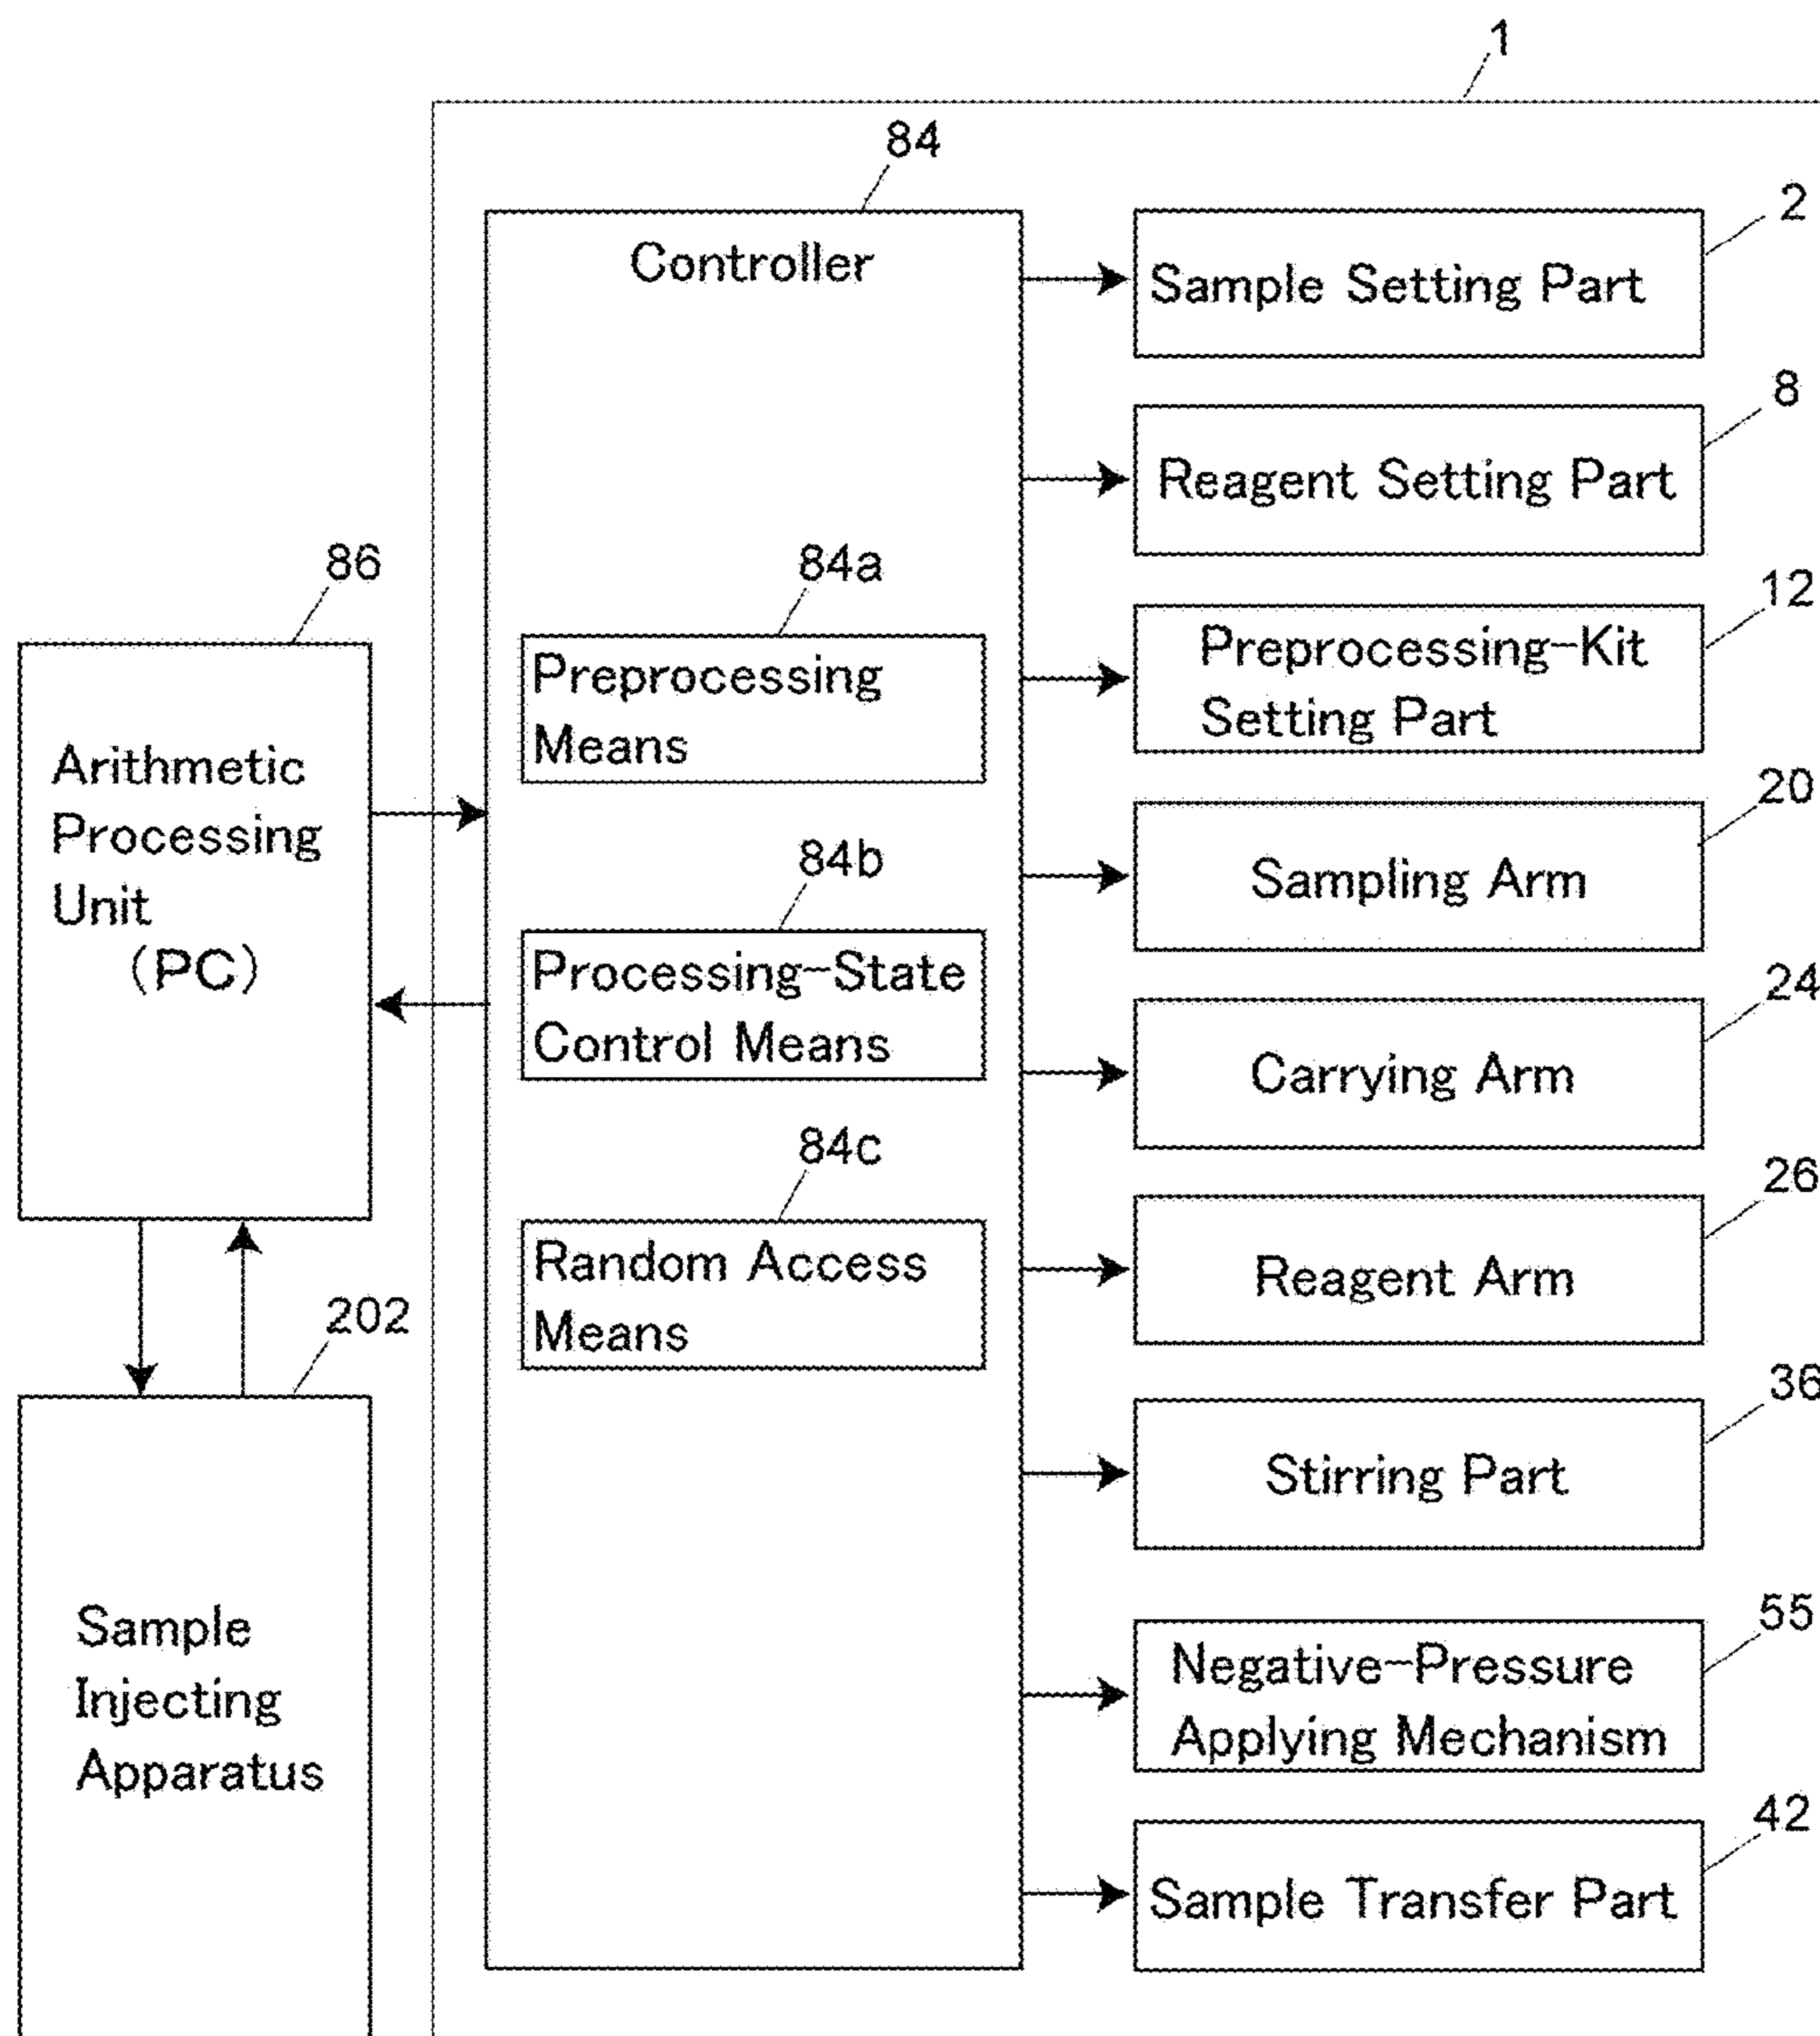 1
84
Controller
84a
Preprocessing
Means
84b
Processing-State
Control Means
84c
Random Access
Means
86
Arithmetic
Processing
Unit
(PC)
202
Sample
Injecting
Apparatus
2
Sample Setting Part
8
Reagent Setting Part
12
Preprocessing-Kit
Setting Part
20
Sampling Arm
24
Carrying Arm
26
Reagent Arm
36
Stirring Part
55
Negative-Pressure
Applying Mechanism
42
Sample Transfer Part